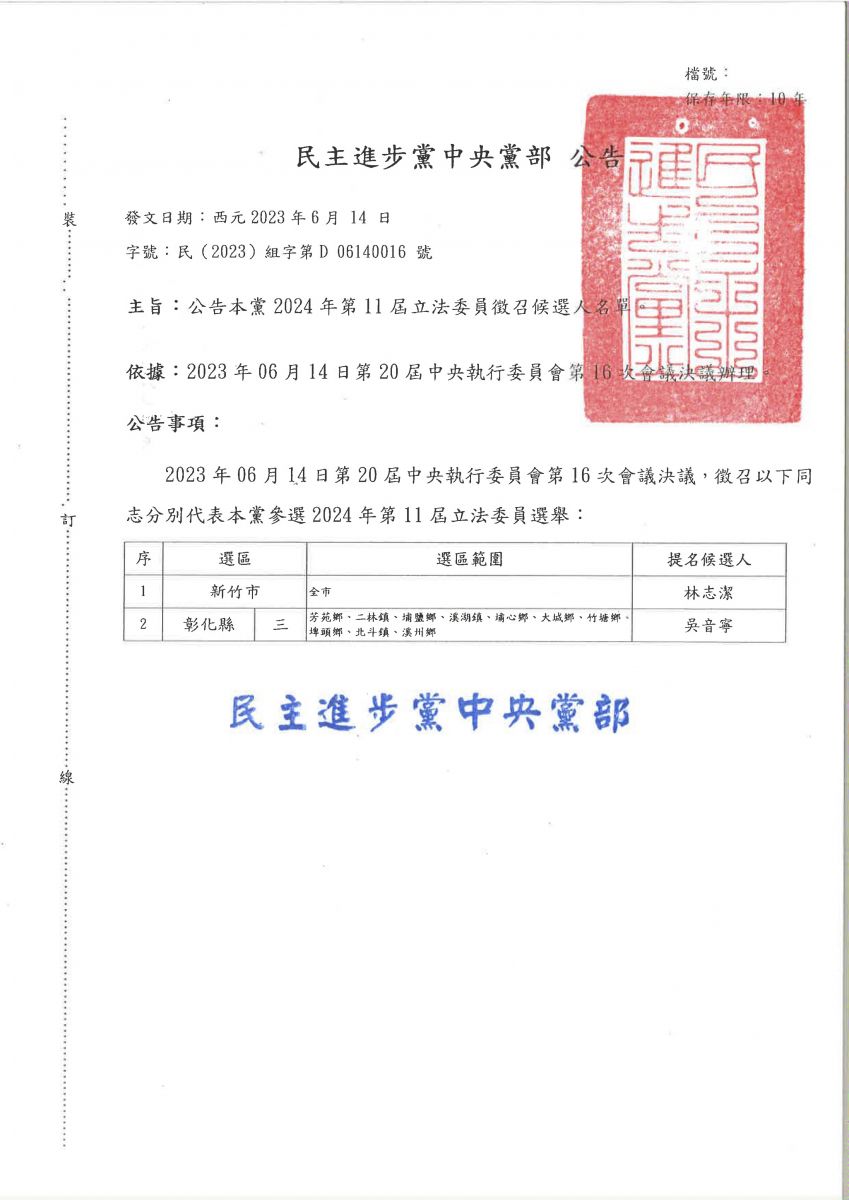 檔號：
保存年限：10 年
民主進步黨中央黨部 公告
發文日期：西元 2023 年 6 月 14 日
字號：民（2023）組字第 D 06140016 號
主旨：公告本黨 2024 年第 11 屆立法委員徵召候選人名單。
依據：2023 年 06 月 14 日第 20 屆中央執行委員會第 16 次會議決議辦理。
公告事項：
2023 年 06 月 14 日第 20 屆中央執行委員會第 16 次會議決議，徵召以下同
志分別代表本黨參選 2024 年第 11 屆立法委員選舉：
序 選區 選區範圍 提名候選人
1 新竹市 全市 林志潔
2 彰化縣 三 芳苑鄉、二林鎮、埔鹽鄉、溪湖鎮、埔心鄉、大城鄉、竹塘鄉、
埤頭鄉、北斗鎮、溪州鄉 吳音寧
民主進步黨中央黨部
裝
訂
線